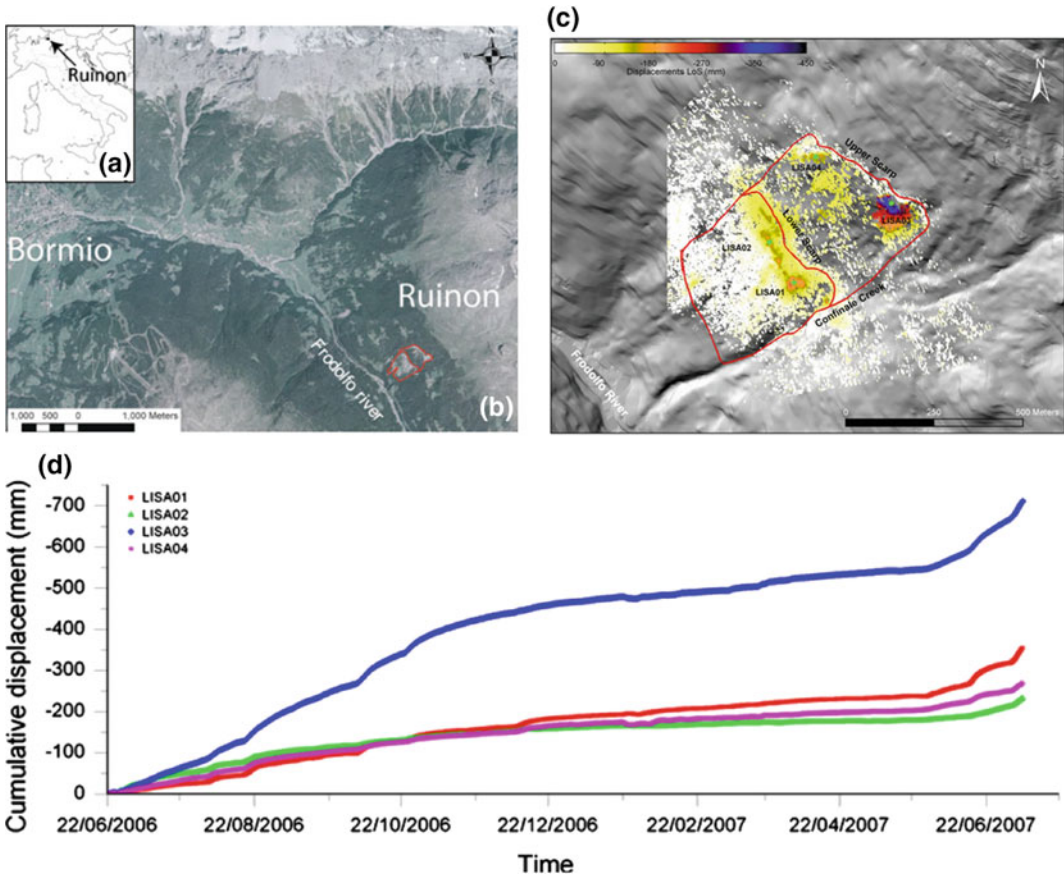 (a)
Ruinon
Bormio
Ruinon
Frodolfo river
1,000 500 0 1,000 Meters
(b)
(c)
0 -90 -180 -270 -360 -450
Displacements LoS (mm)
Upper Scarp
LISA04
LISA03
LISA02
Lower Scarp
LISA01
Confinale Creek
Frodolfo River
0 250 500 Meters
N
(d)
LISA01
LISA02
LISA03
LISA04
Cumulative displacement (mm)
-700
-600
-500
-400
-300
-200
-100
0
22/06/2006 22/08/2006 22/10/2006 22/12/2006 22/02/2007 22/04/2007 22/06/2007
Time